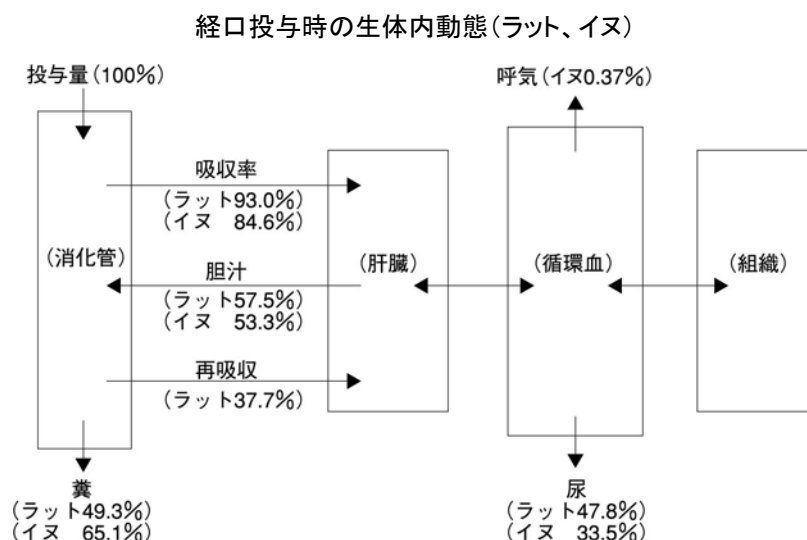 経口投与時の生体内動態(ラット、イヌ)
投与量(100%)
呼気(イヌ0.37%)
吸収率
(ラット93.0%)
(イヌ 84.6%)
(消化管)
胆汁
(ラット57.5%)
(イヌ 53.3%)
(肝臓)
(循環血)
(組織)
再吸収
(ラット37.7%)
糞
(ラット49.3%)
(イヌ 65.1%)
尿
(ラット47.8%)
(イヌ 33.5%)